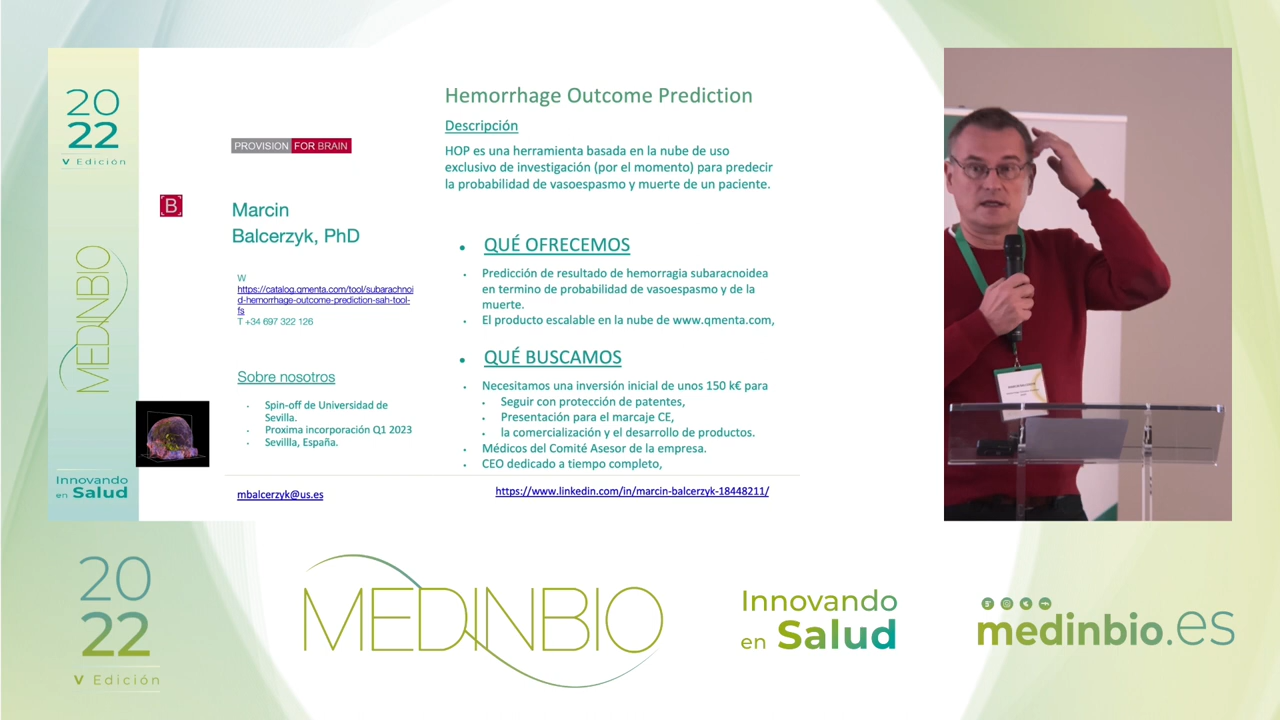 20
22
V Edición
MEDINBIO
Innovando
en Salud
PROVISION FOR BRAIN
B
Marcin
Balcerzyk, PhD
W
https://catalog.qmenta.com/tool/subarachnoi
d-hemorrhage-outcome-prediction-sah-tool-
fs
T +34 697 322 126
Sobre nosotros
Spin-off de Universidad de
Sevilla.
Proxima incorporación Q1 2023
Sevillla, España.
mbalcerzyk@us.es
Hemorrhage Outcome Prediction
Descripción
HOP es una herramienta basada en la nube de uso
exclusivo de investigación (por el momento) para predecir
la probabilidad de vasoespasmo y muerte de un paciente.
• QUÉ OFRECEMOS
• Predicción de resultado de hemorragia subaracnoidea
en termino de probabilidad de vasoespasmo y de la
muerte.
• El producto escalable en la nube de www.qmenta.com,
• QUÉ BUSCAMOS
• Necesitamos una inversión inicial de unos 150 k€ para
• Seguir con protección de patentes,
• Presentación para el marcaje CE,
• la comercialización y el desarrollo de productos.
• Médicos del Comité Asesor de la empresa.
• CEO dedicado a tiempo completo,
https://www.linkedin.com/in/marcin-balcerzyk-18448211/
20
22
V Edición
MEDINBIO
Innovando
en Salud
medinbio.es